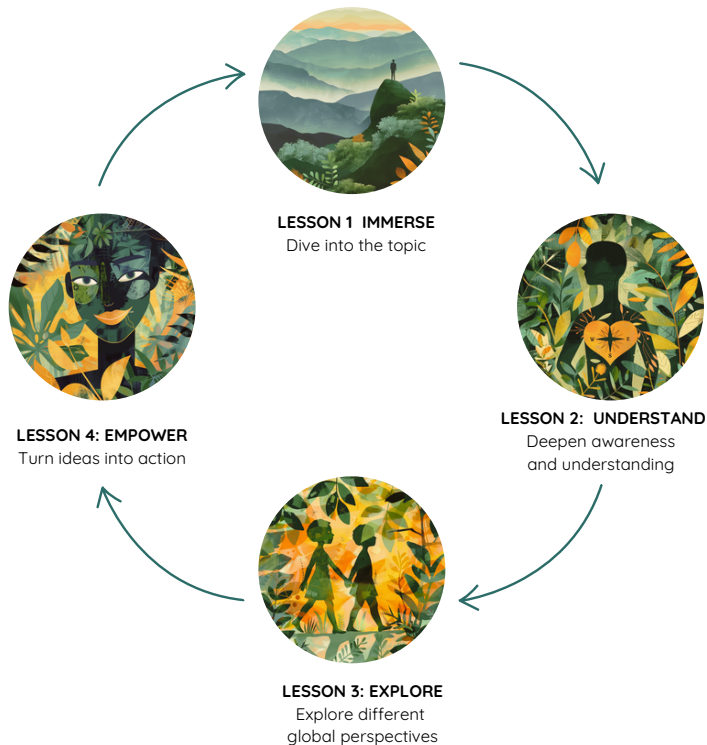 LESSON 1 IMMERSE
Dive into the topic
LESSON 2: UNDERSTAND
Deepen awareness
and understanding
LESSON 3: EXPLORE
Explore different
global perspectives
LESSON 4: EMPOWER
Turn ideas into action